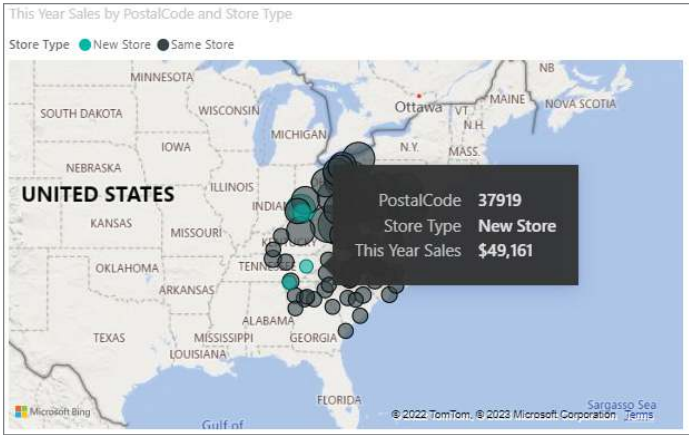 This Year Sales by PostalCode and Store Type
Store Type New Store Same Store
NB
MINNESOTA
Ottawa
MAINE
NOVA SCOTIA
SOUTH DAKOTA
WISCONSIN
VT.
N.H.
MICHIGAN
IOWA
N.Y.
MASS.
NEBRASKA
UNITED STATES
ILLINOIS
PostalCode 37919
Store Type New Store
This Year Sales $49,161
KANSAS
MISSOURI
OKLAHOMA
TENNESSEE
ARKANSAS
ALABAMA
TEXAS
MISSISSIPPI
GEORGIA
LOUISIANA
FLORIDA
Sargasso Sea
Microsoft Bing
© 2022 TomTom, © 2023 Microsoft Corporation Terms
Gulf of